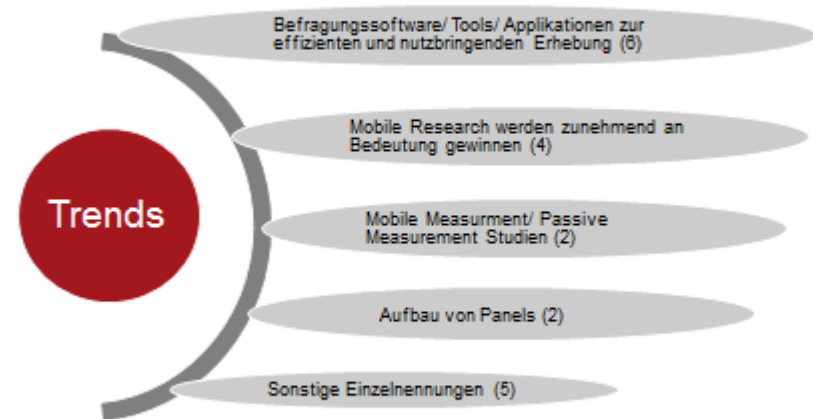 Befragungssoftware/ Tools/ Applikationen zur
effizienten und nutzbringenden Erhebung (6)
Mobile Research werden zunehmend an
Bedeutung gewinnen (4)
Trends
Mobile Measurment/ Passive
Measurement Studien (2)
Aufbau von Panels (2)
Sonstige Einzelnennungen (5)